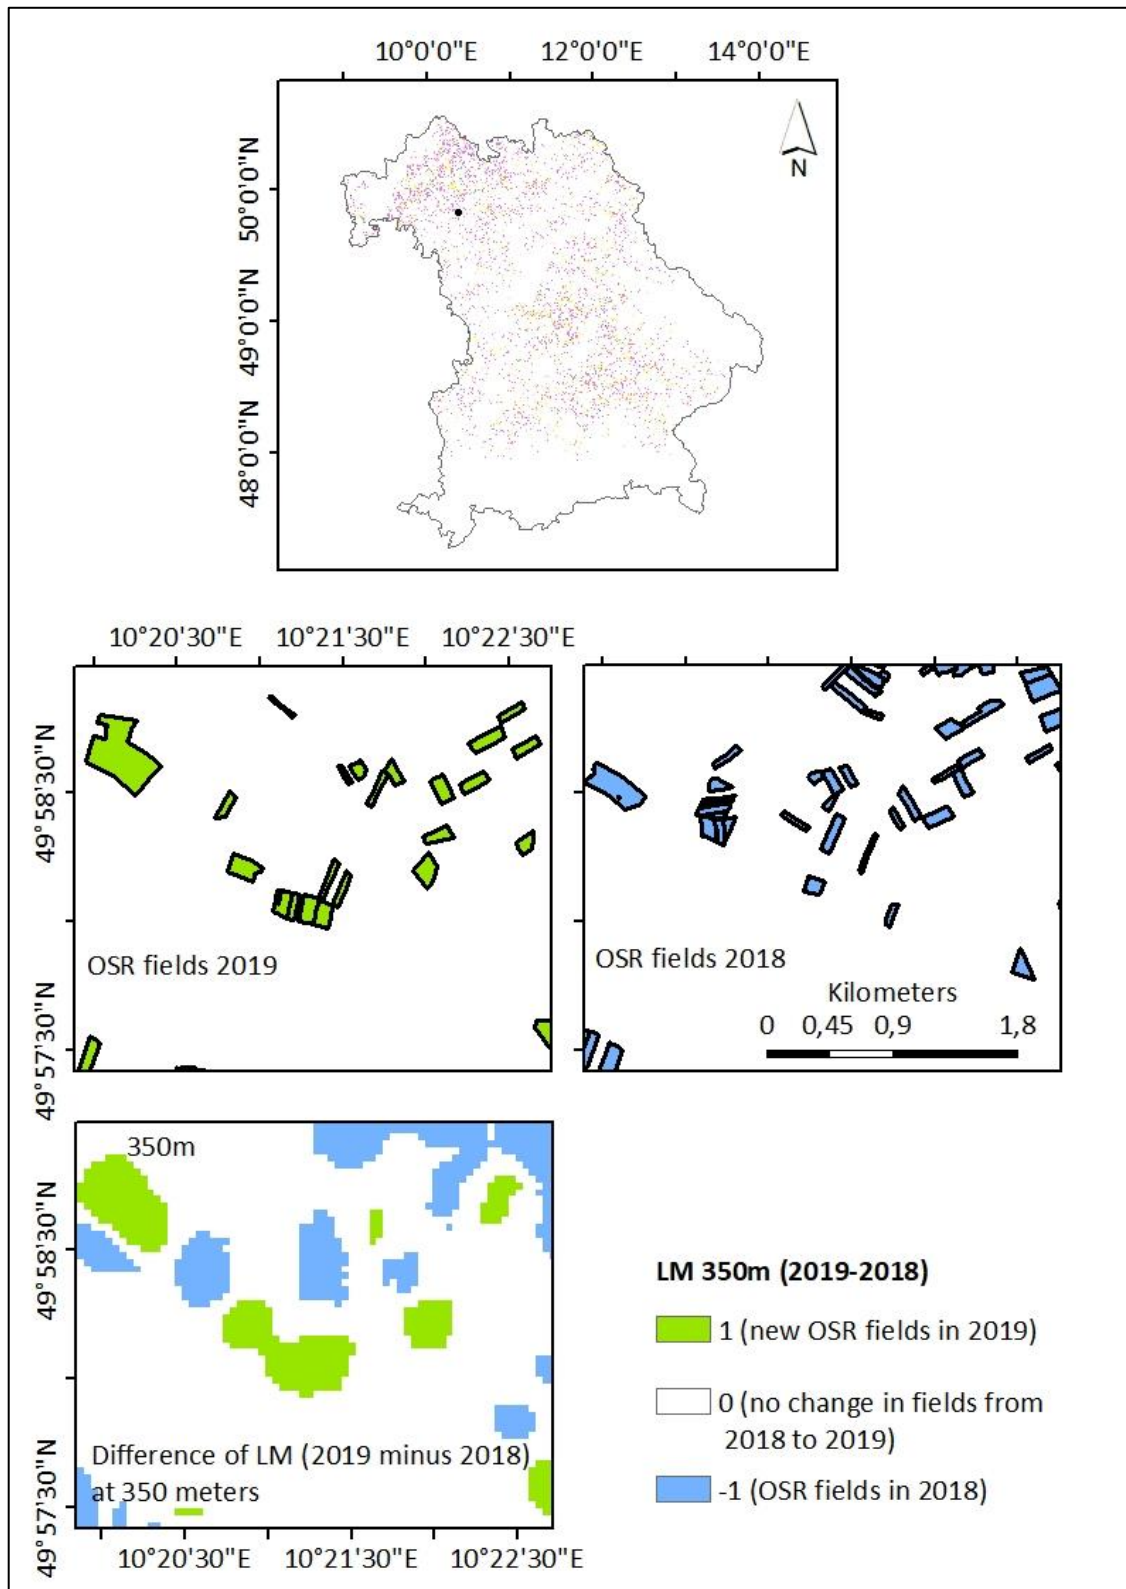 10°0'0"E 12°0'0"E 14°0'0"E
N
50°0'0"N
49°0'0"N
48°0'0"N
10°20'30"E 10°21'30"E 10°22'30"E
49°58'30"N
49°57'30"N
OSR fields 2019
OSR fields 2018
Kilometers
0 0,45 0,9 1,8
350m
49°58'30"N
49°57'30"N
Difference of LM (2019 minus 2018)
at 350 meters
10°20'30"E 10°21'30"E 10°22'30"E
LM 350m (2019-2018)
1 (new OSR fields in 2019)
0 (no change in fields from
2018 to 2019)
-1 (OSR fields in 2018)